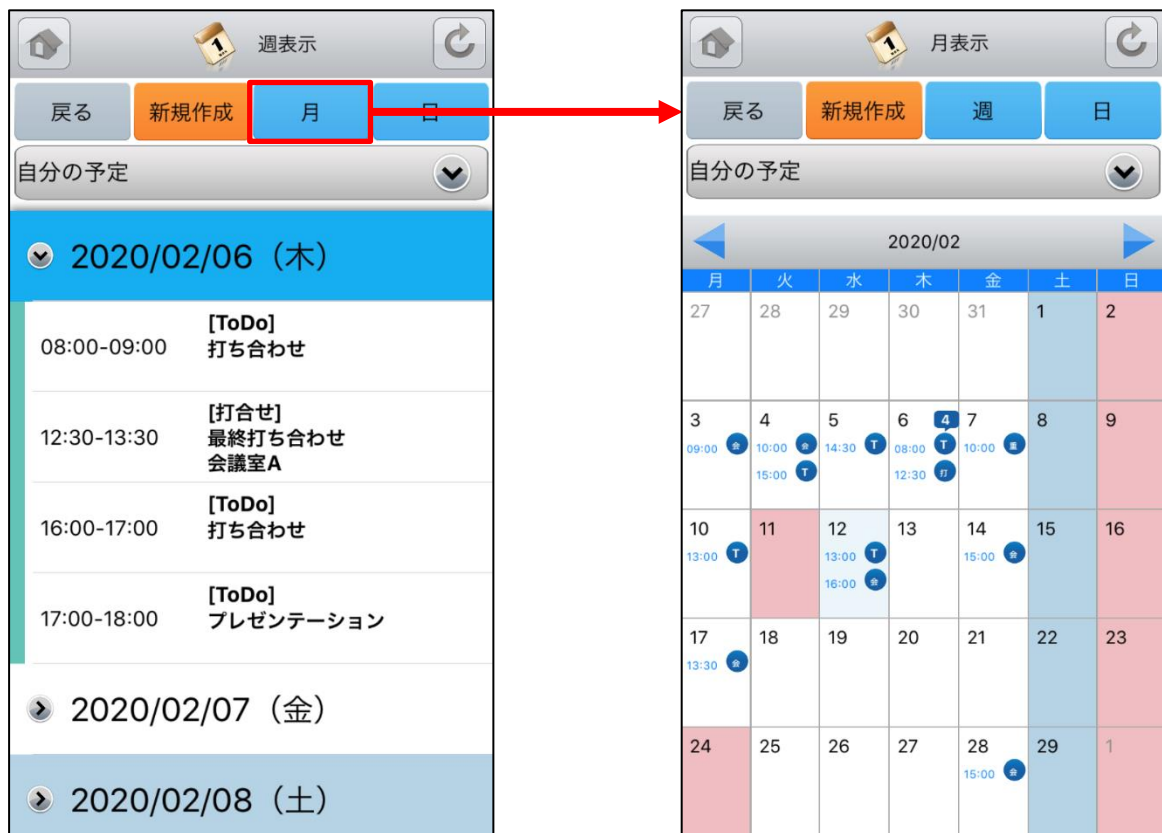 週表示
戻る 新規作成 月 日
自分の予定
2020/02/06（木）
08:00-09:00 [ToDo]
打ち合わせ
12:30-13:30 [打合せ]
最終打ち合わせ
会議室A
16:00-17:00 [ToDo]
打ち合わせ
17:00-18:00 [ToDo]
プレゼンテーション
2020/02/07（金）
2020/02/08（土）
月表示
戻る 新規作成 週 日
自分の予定
2020/02
月 火 水 木 金 土 日
27 28 29 30 31 1 2
3 4 5 6 4 7 8 9
09:00 会 10:00 会 14:30 T 08:00 T 10:00 重
15:00 T 12:30 打
10 11 12 13 14 15 16
13:00 T 13:00 T 15:00 会
16:00 会
17 18 19 20 21 22 23
13:30 会
24 25 26 27 28 29 1
15:00 会